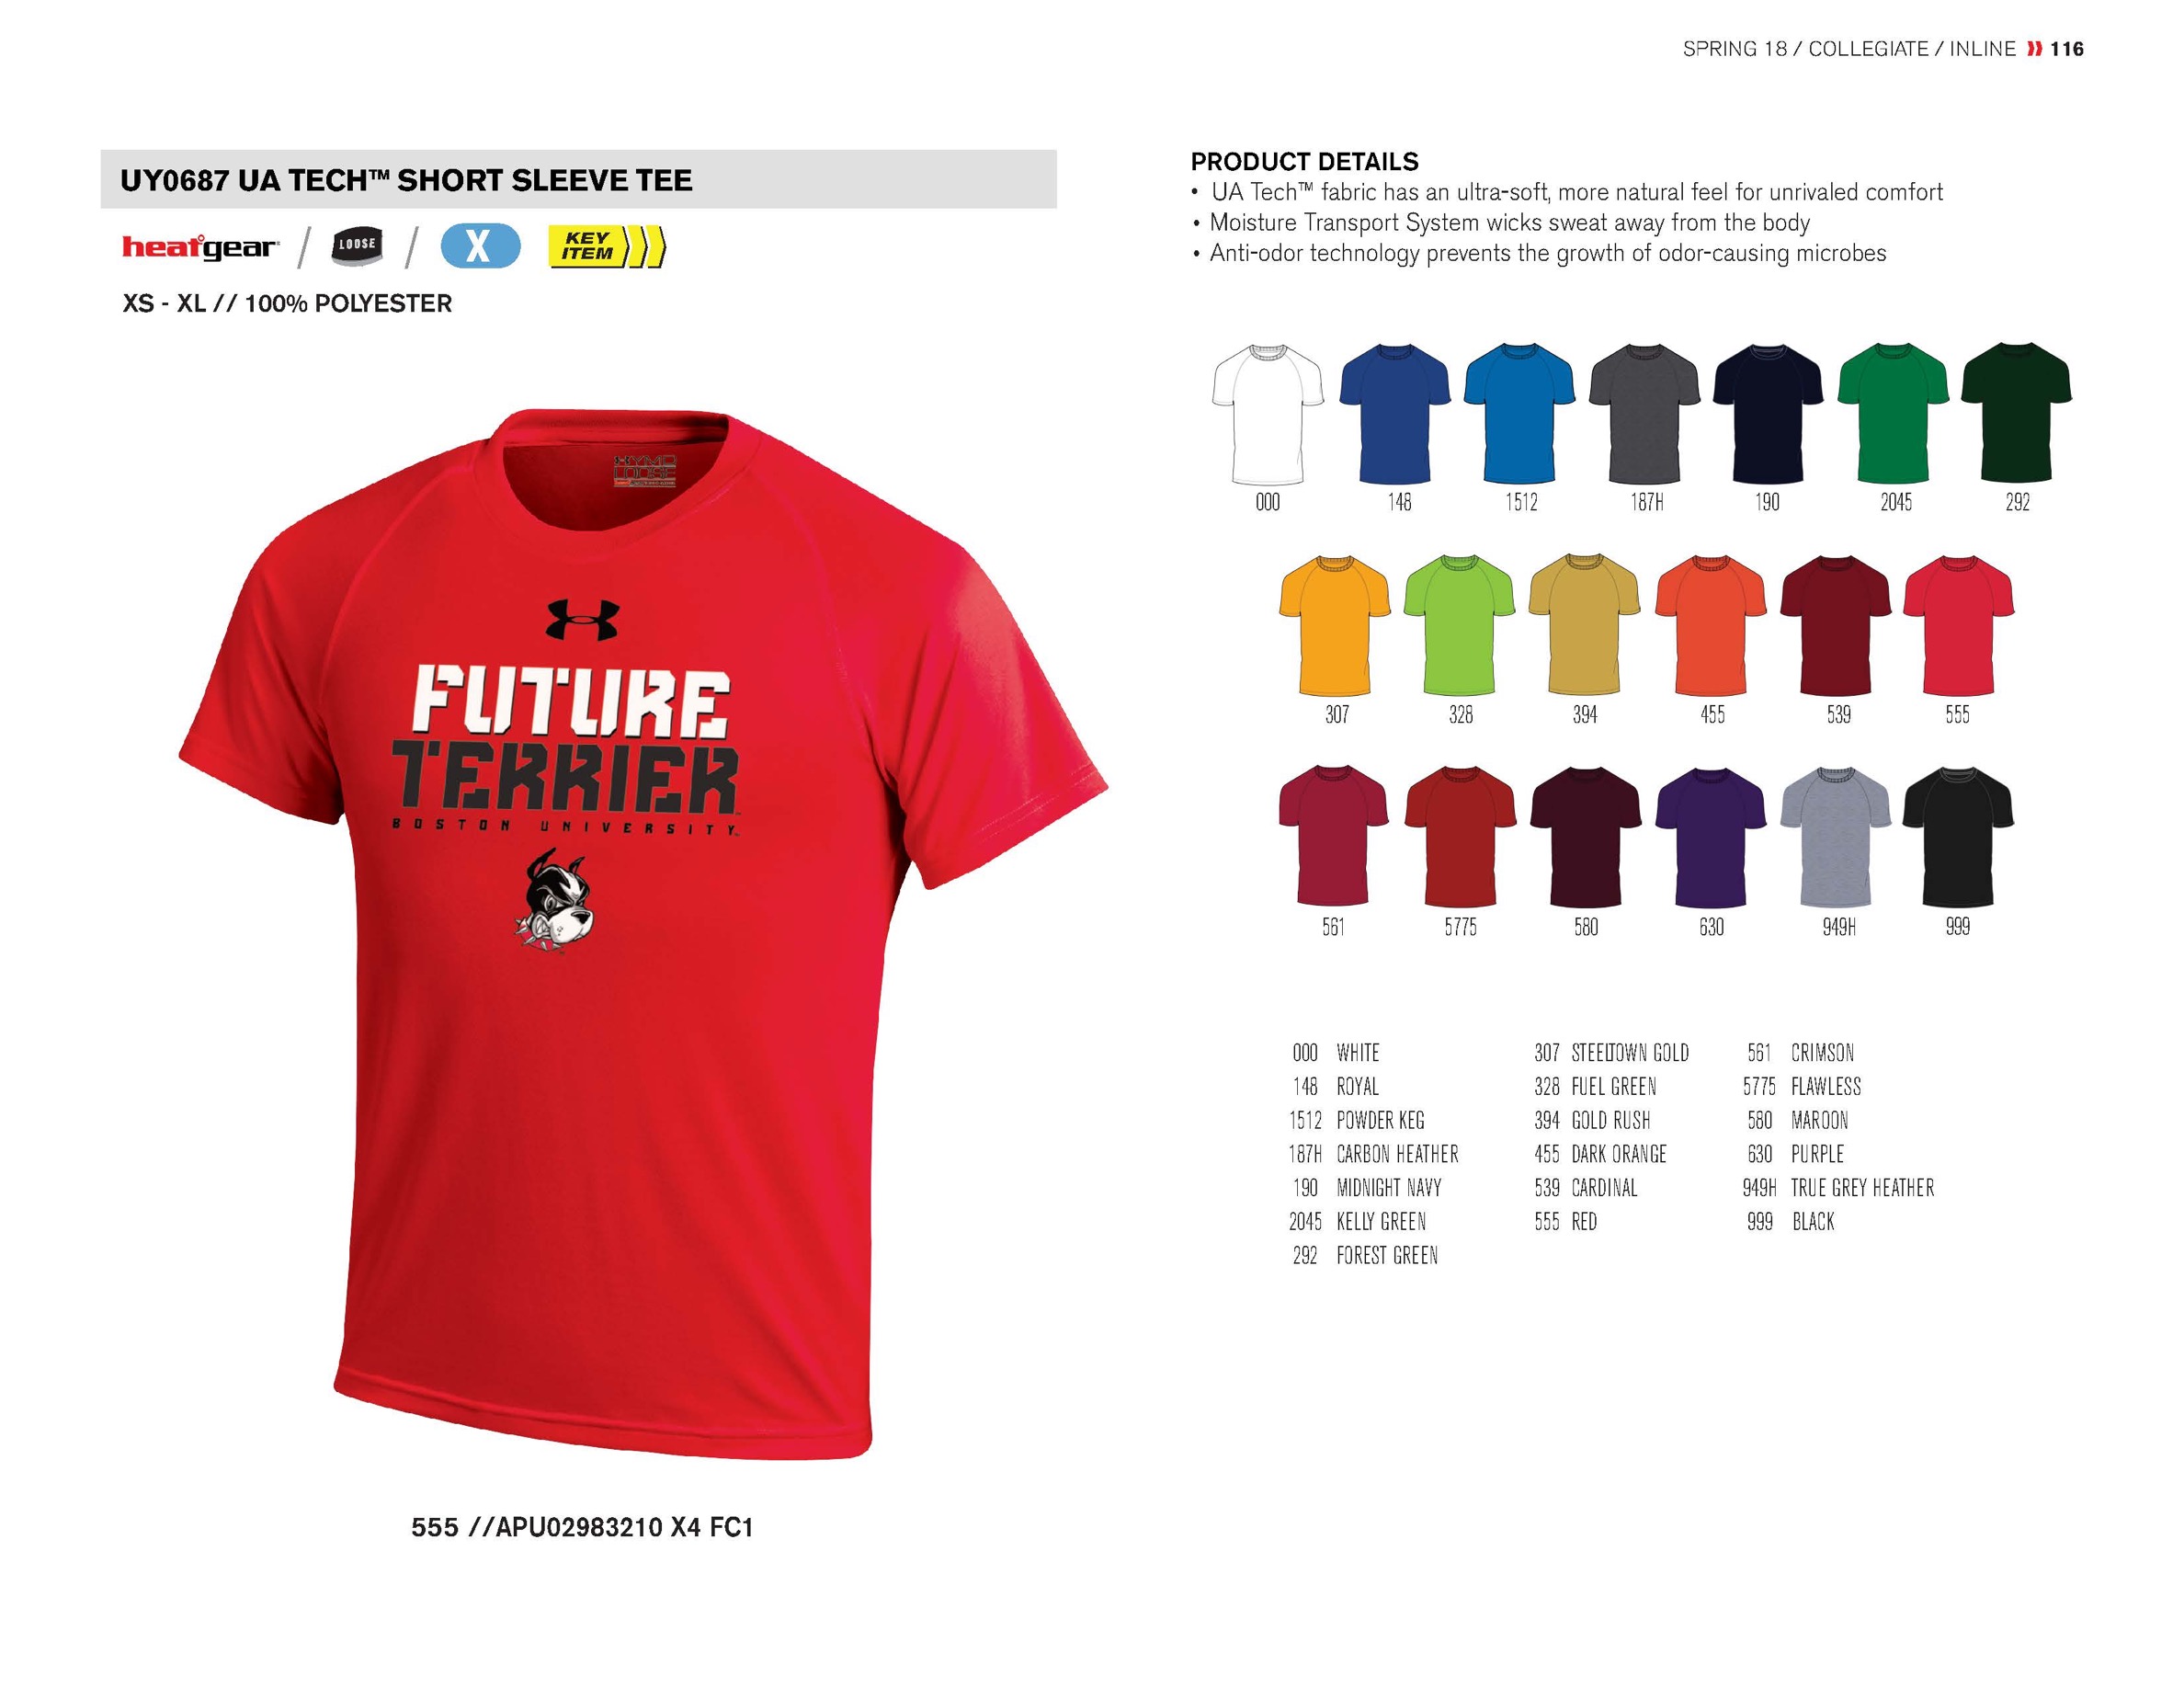 SPRING 18 / COLLEGIATE / INLINE 116
UY0687 UA TECH™ SHORT SLEEVE TEE
heatgear / LOOSE / X KEY ITEM
XS - XL // 100% POLYESTER
PRODUCT DETAILS
• UA Tech™ fabric has an ultra-soft, more natural feel for unrivaled comfort
• Moisture Transport System wicks sweat away from the body
• Anti-odor technology prevents the growth of odor-causing microbes
LOOSE
FUTURE
TERRIER
BOSTON UNIVERSITY™
555 //APU02983210 X4 FC1
000 148 1512 187H 190 2045 292
307 328 394 455 539 555
561 5775 580 630 949H 999
000 WHITE
148 ROYAL
1512 POWDER KEG
187H CARBON HEATHER
190 MIDNIGHT NAVY
2045 KELLY GREEN
292 FOREST GREEN
307 STEELTOWN GOLD
328 FUEL GREEN
394 GOLD RUSH
455 DARK ORANGE
539 CARDINAL
555 RED
561 CRIMSON
5775 FLAWLESS
580 MAROON
630 PURPLE
949H TRUE GREY HEATHER
999 BLACK